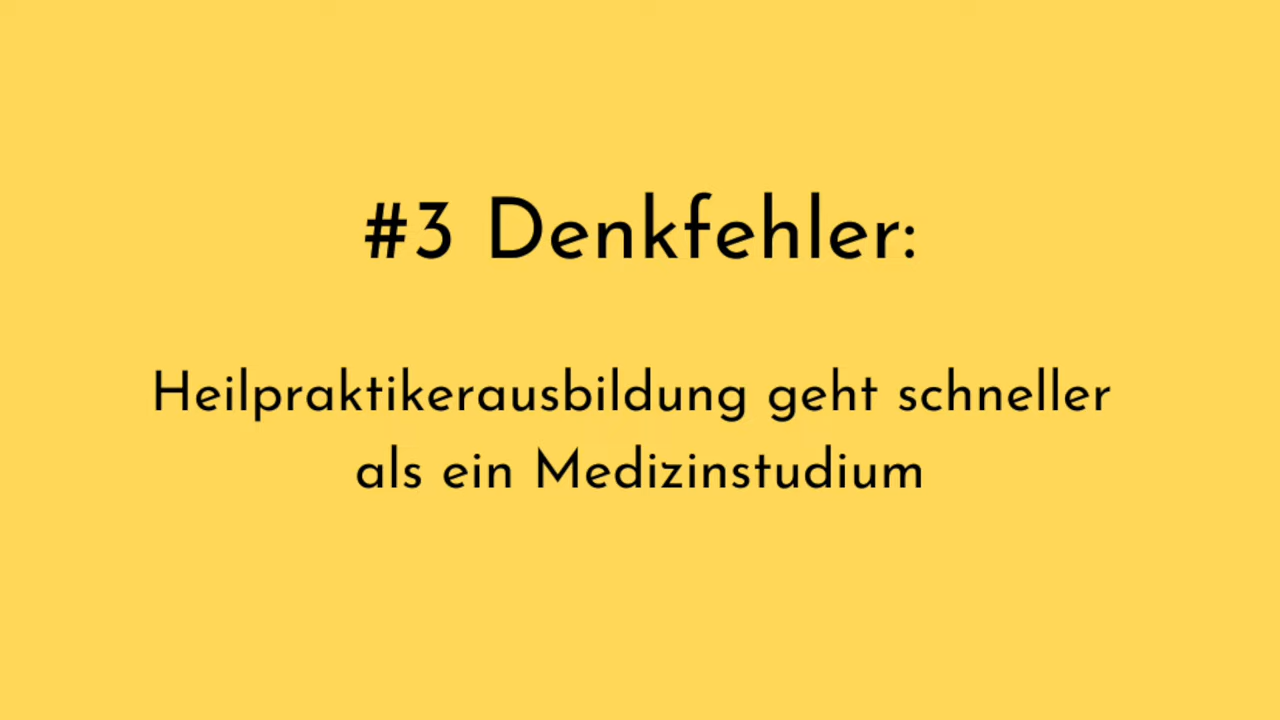 #3 Denkfehler:
Heilpraktikerausbildung geht schneller
als ein Medizinstudium